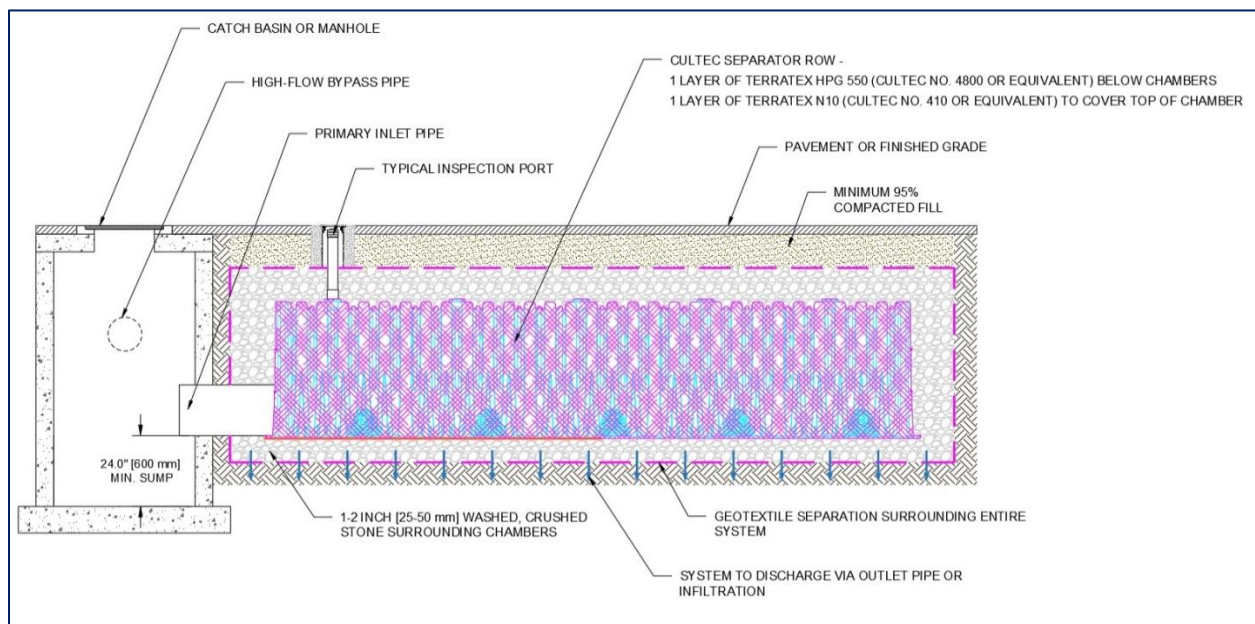 CATCH BASIN OR MANHOLE
HIGH-FLOW BYPASS PIPE
PRIMARY INLET PIPE
TYPICAL INSPECTION PORT
CULTEC SEPARATOR ROW -
1 LAYER OF TERRATEX HPG 550 (CULTEC NO. 4800 OR EQUIVALENT) BELOW CHAMBERS
1 LAYER OF TERRATEX N10 (CULTEC NO. 410 OR EQUIVALENT) TO COVER TOP OF CHAMBER
PAVEMENT OR FINISHED GRADE
MINIMUM 95%
COMPACTED FILL
24.0" [600 mm]
MIN. SUMP
1-2 INCH [25-50 mm] WASHED, CRUSHED
STONE SURROUNDING CHAMBERS
GEOTEXTILE SEPARATION SURROUNDING ENTIRE
SYSTEM
SYSTEM TO DISCHARGE VIA OUTLET PIPE OR
INFILTRATION